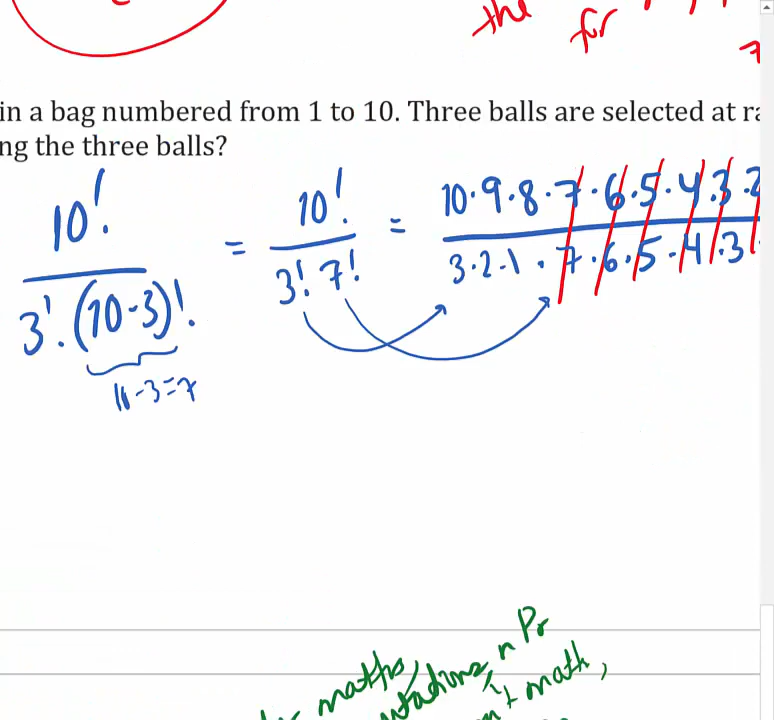 the for
in a bag numbered from 1 to 10. Three balls are selected at ra
ng the three balls?
10! / 3!.(10-3)! = 10! / 3! 7! = 10.9.8.7.6.5.4.3.2 / 3.2.1.7.6.5.4.3
10-3=7
nPr
maths,
math,